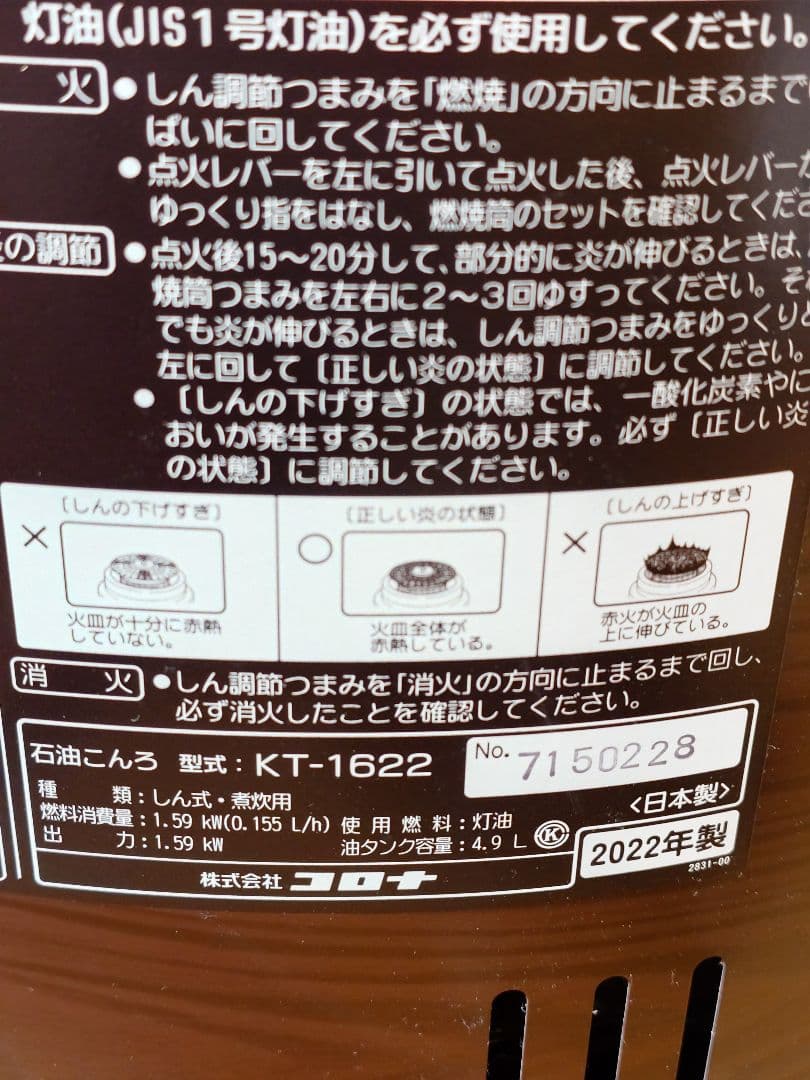 灯油(JIS1号灯油)を必ず使用してください。
火
●しん調節つまみを「燃焼」の方向に止まるまで
ぱいに回してください。
●点火レバーを左に引いて点火した後、点火レバー
ゆっくり指をはなし、燃焼筒のセットを確認してくだ
の調節
●点火後15〜20分して、部分的に炎が伸びるときは、
焼筒つまみを左右に2〜3回ゆすってください。そ
でも炎が伸びるときは、しん調節つまみをゆっくりと
左に回して〔正しい炎の状態〕に調節してください。
●〔しんの下げすぎ〕の状態では、一酸化炭素やに
おいが発生することがあります。必ず〔正しい炎
の状態〕に調節してください。
〔しんの下げすぎ〕
×
火皿が十分に赤熱
していない。
〔正しい炎の状態〕
○
火皿全体が
赤熱している。
〔しんの上げすぎ〕
×
赤火が火皿の
上に伸びている。
消火
●しん調節つまみを「消火」の方向に止まるまで回し、
必ず消火したことを確認してください。
石油こんろ 型式：KT-1622
No. 7150228
種類：しん式・煮炊用
燃料消費量：1.59 kW(0.155 L/h) 使用燃料：灯油
出力：1.59 kW 油タンク容量：4.9 L
<日本製>
株式会社コロナ
2022年製
2831-00